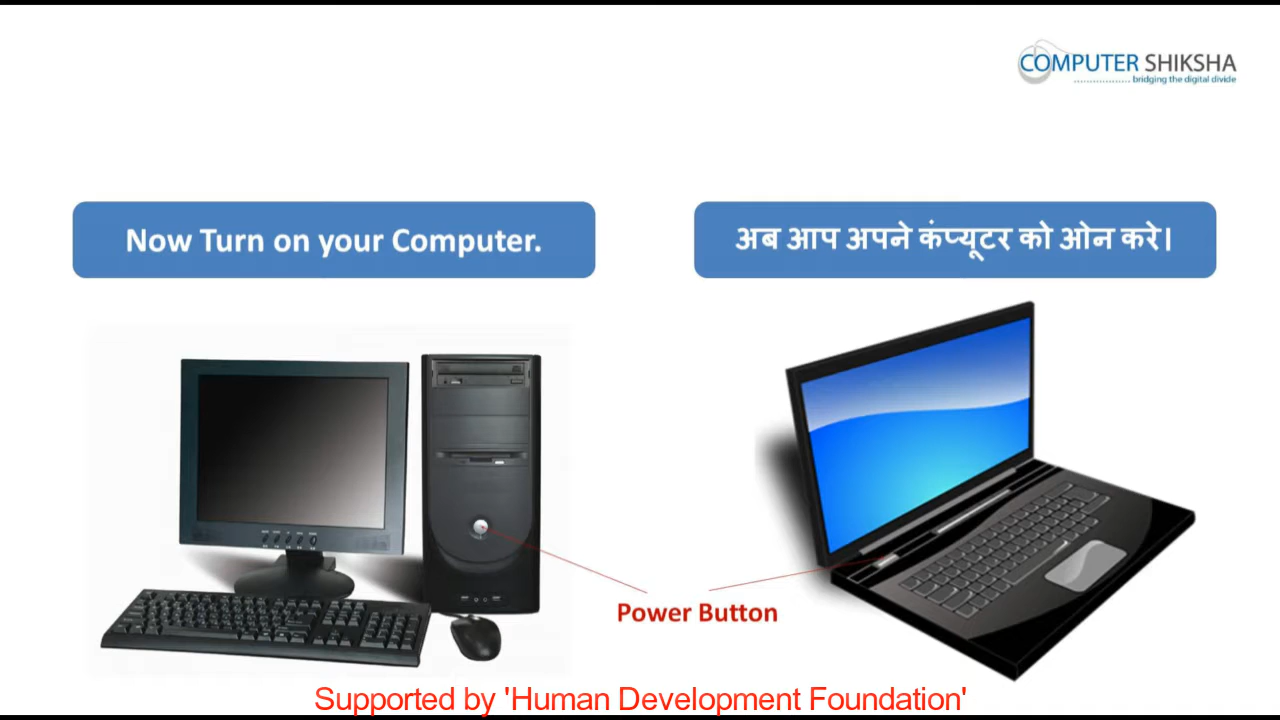 COMPUTER SHIKSHA
bridging the digital divide
Now Turn on your Computer.
अब आप अपने कंप्यूटर को ओन करे।
Power Button
Supported by 'Human Development Foundation'